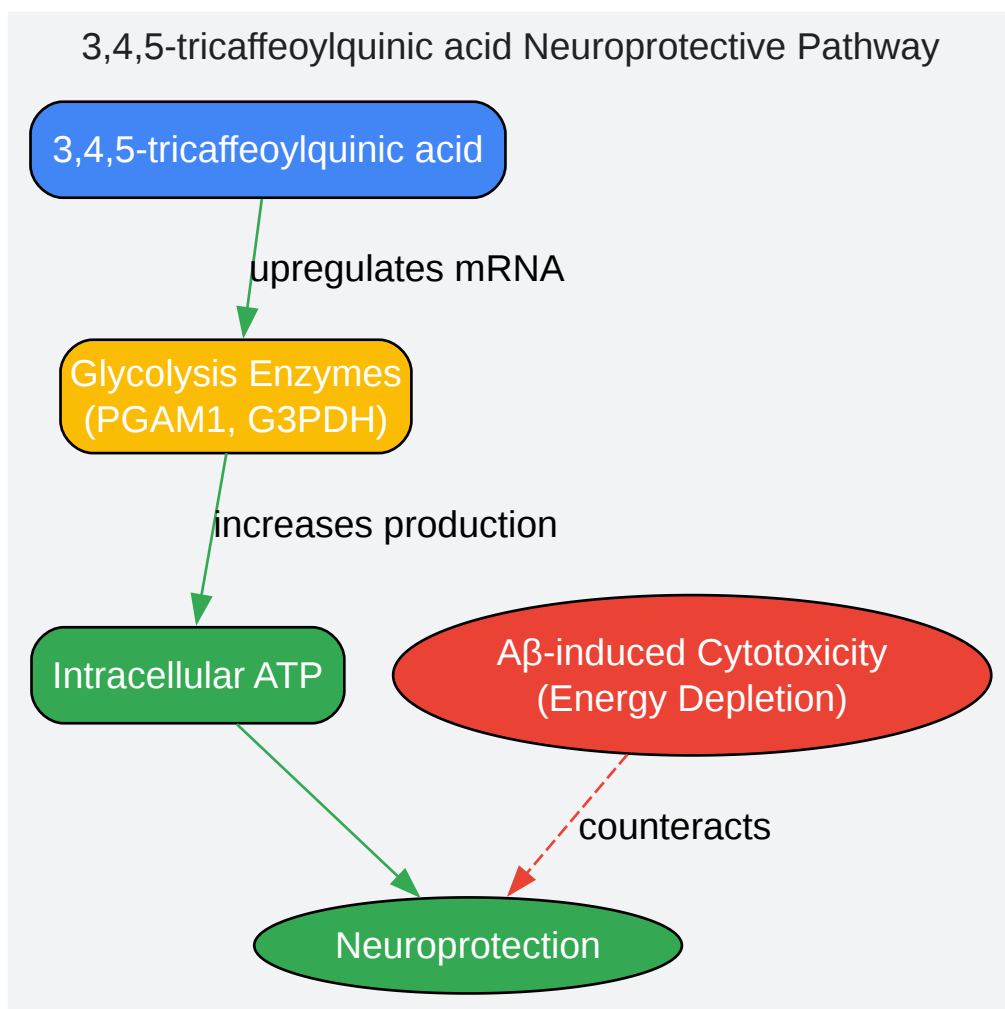 3,4,5-tricaffeoylquinic acid Neuroprotective Pathway
3,4,5-tricaffeoylquinic acid
upregulates mRNA
Glycolysis Enzymes
(PGAM1, G3PDH)
increases production
Intracellular ATP
Aβ-induced Cytotoxicity
(Energy Depletion)
counteracts
Neuroprotection